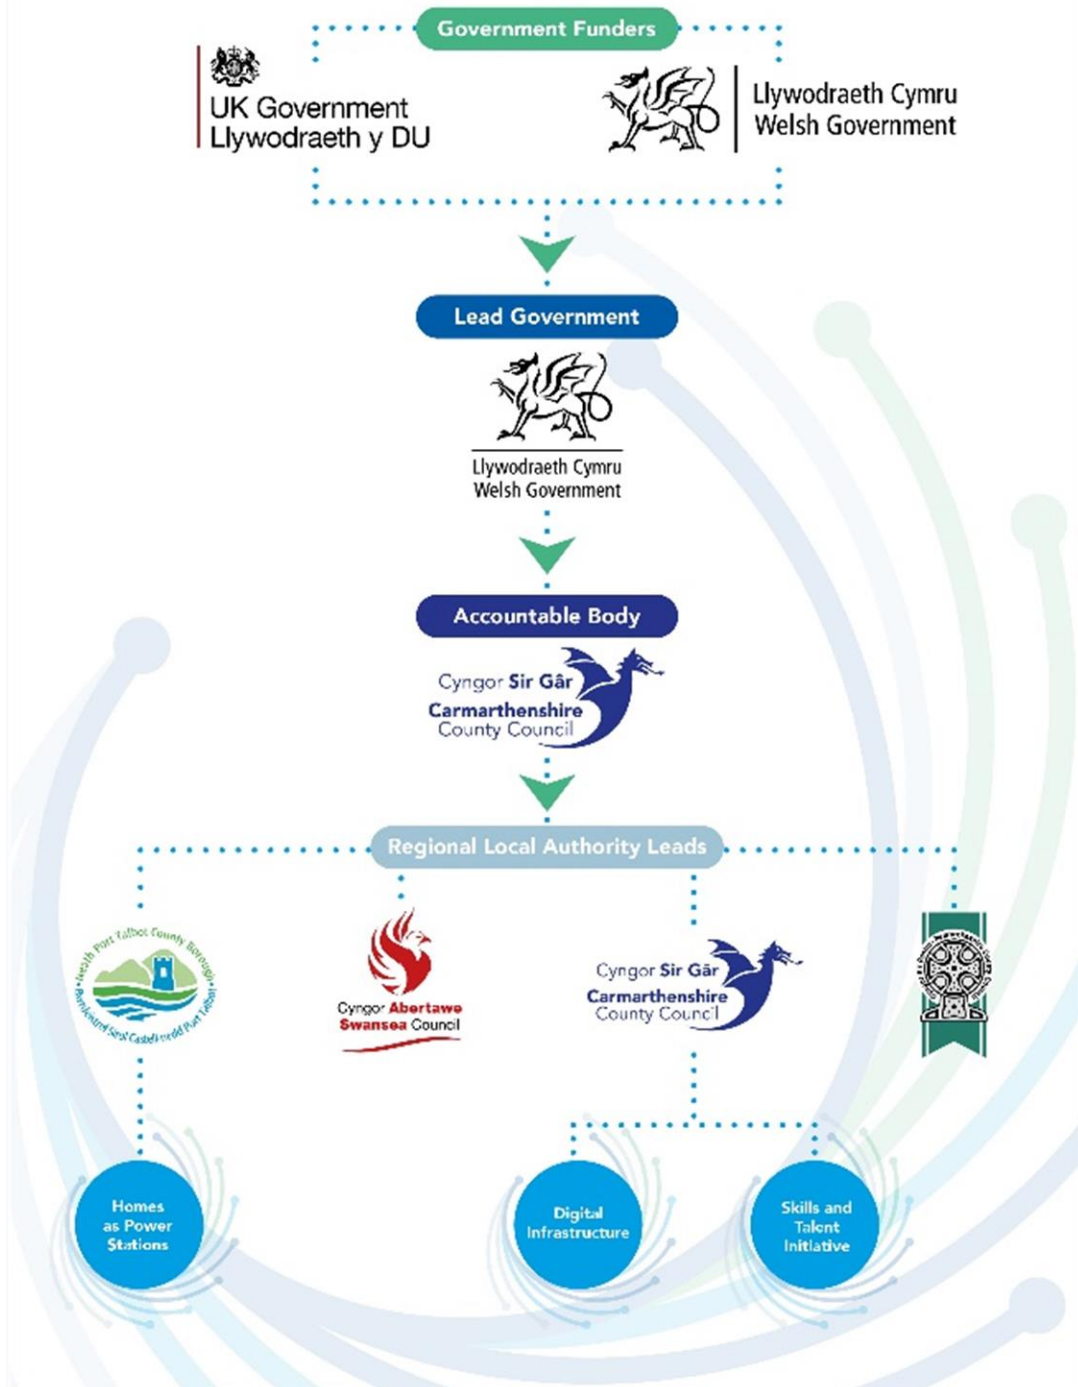 Government Funders
UK Government
Llywodraeth y DU
Llywodraeth Cymru
Welsh Government
Lead Government
Llywodraeth Cymru
Welsh Government
Accountable Body
Cyngor Sir Gâr
Carmarthenshire
County Council
Regional Local Authority Leads
Neath Port Talbot County Borough
Cyngor Abertawe
Swansea Council
Cyngor Sir Gâr
Carmarthenshire
County Council
Homes
as Power
Stations
Digital
Infrastructure
Skills and
Talent
Initiative